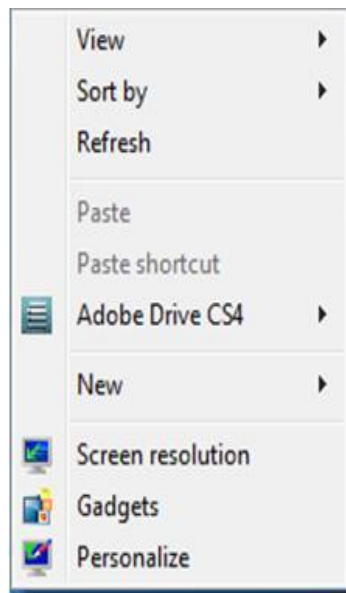 View
Sort by
Refresh
Paste
Paste shortcut
Adobe Drive CS4
New
Screen resolution
Gadgets
Personalize